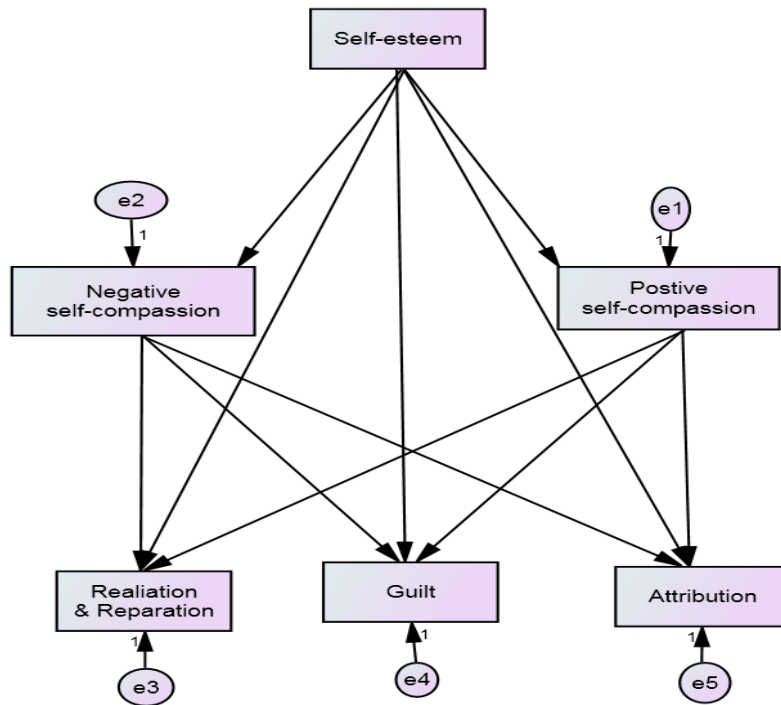 Self-esteem
e2
e1
1
1
Negative
self-compassion
Postive
self-compassion
Realiation
& Reparation
Guilt
Attribution
1
1
1
e3
e4
e5